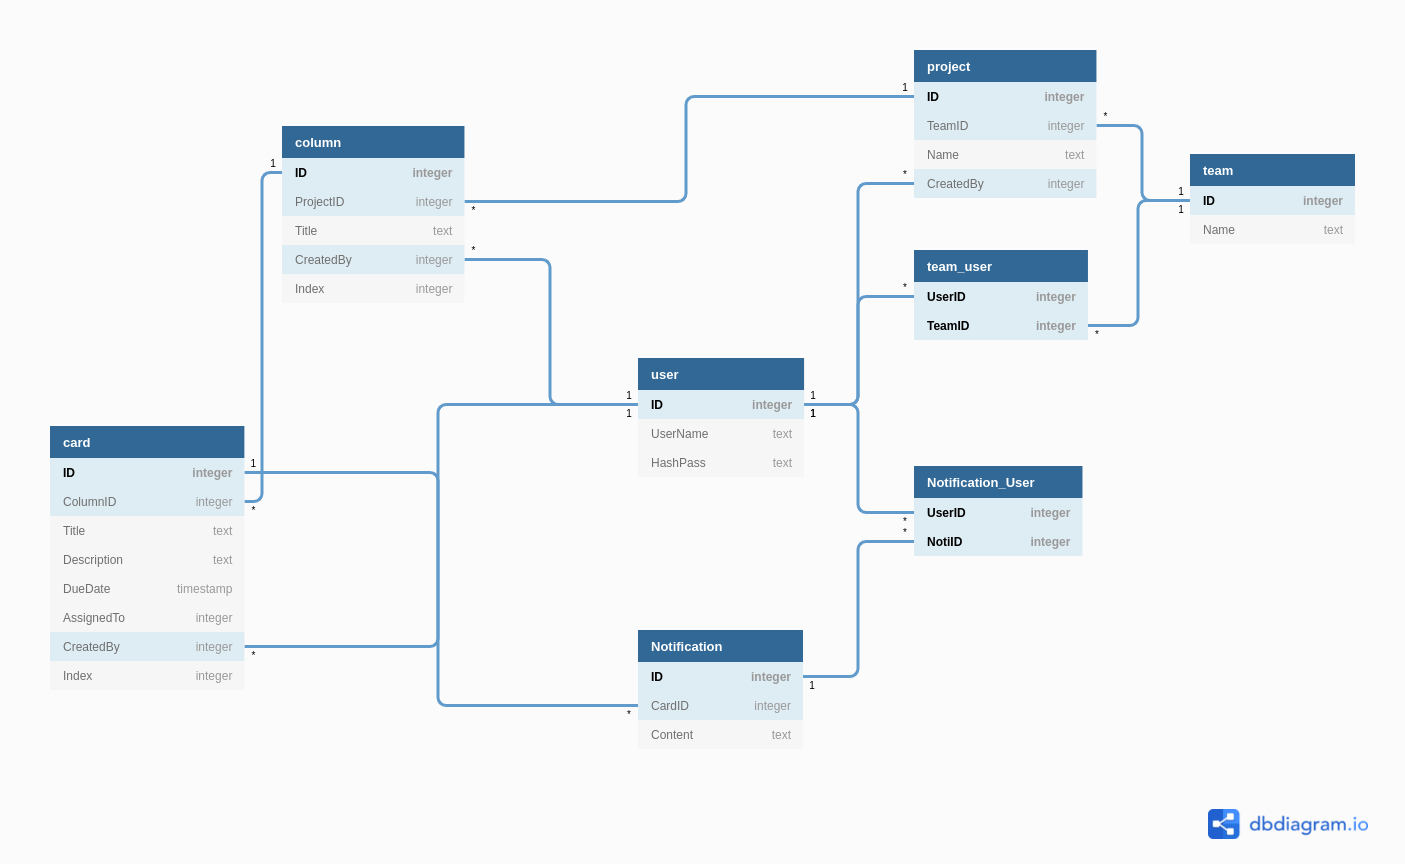 project
ID integer
TeamID integer
Name text
CreatedBy integer
column
ID integer
ProjectID integer
Title text
CreatedBy integer
Index integer
team
ID integer
Name text
team_user
UserID integer
TeamID integer
user
ID integer
UserName text
HashPass text
card
ID integer
ColumnID integer
Title text
Description text
DueDate timestamp
AssignedTo integer
CreatedBy integer
Index integer
Notification_User
UserID integer
NotiID integer
Notification
ID integer
CardID integer
Content text
1
*
*
1
*
*
1
1
*
*
1
1
1
1
1
*
*
*
*
1
*
dbdiagram.io